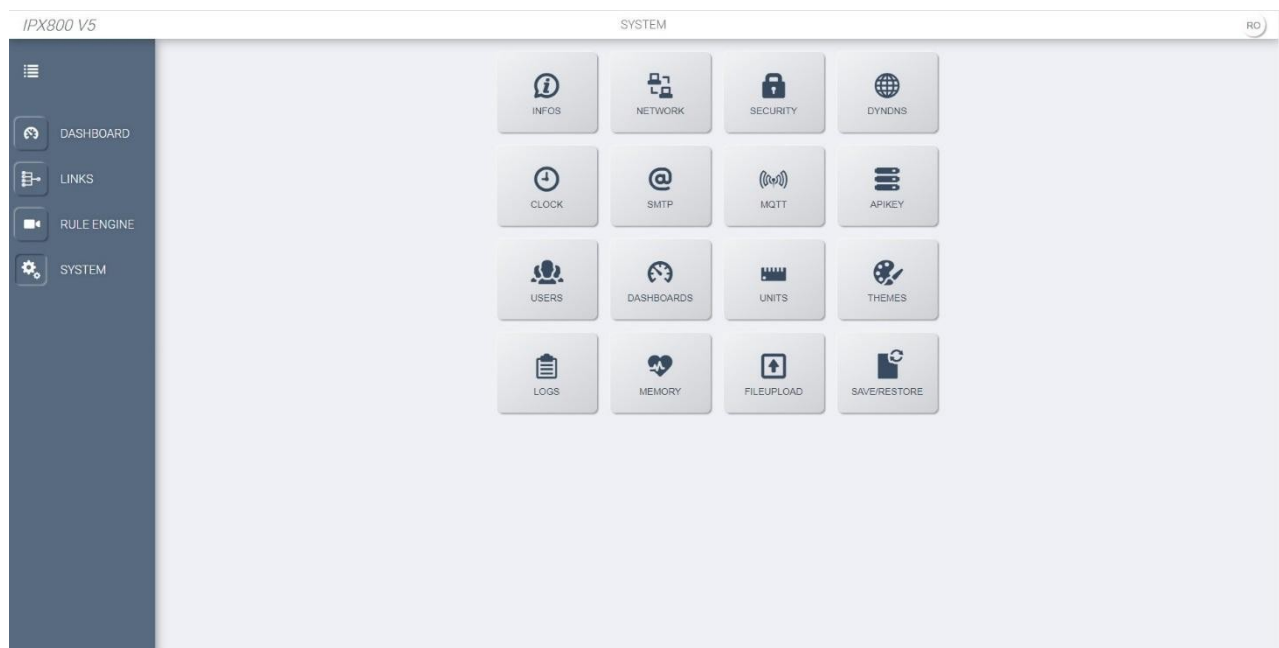 IPX800 V5
SYSTEM
RO
DASHBOARD
LINKS
RULE ENGINE
SYSTEM
INFOS
NETWORK
SECURITY
DYNDNS
CLOCK
SMTP
MQTT
APIKEY
USERS
DASHBOARDS
UNITS
THEMES
LOGS
MEMORY
FILEUPLOAD
SAVE/RESTORE